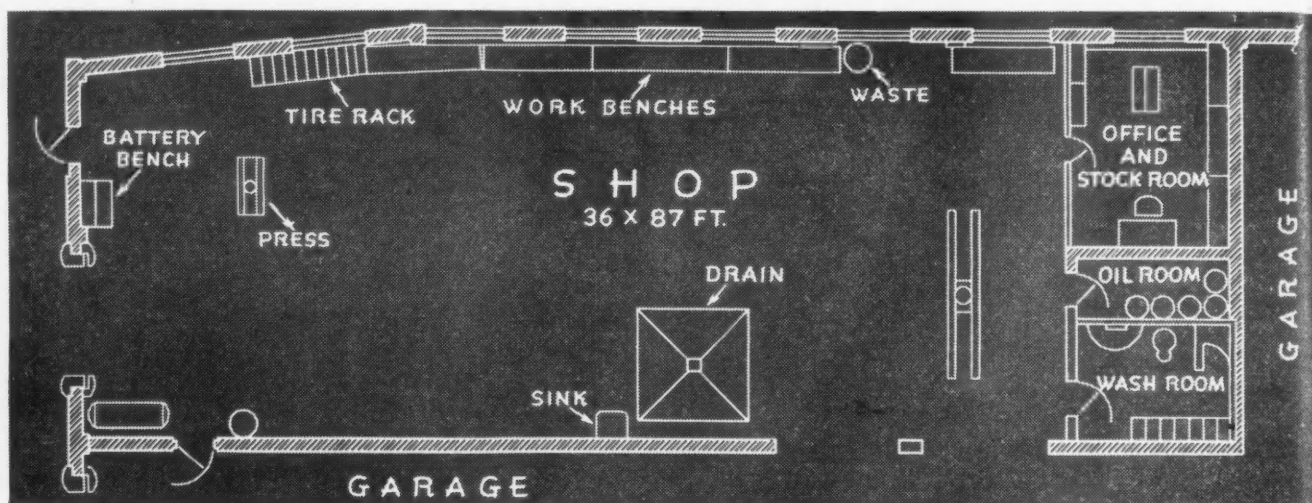 TIRE RACK
WORK BENCHES
WASTE
BATTERY
BENCH
OFFICE
AND
STOCK ROOM
SHOP
36 X 87 FT.
PRESS
GARAGE
DRAIN
OIL ROOM
SINK
WASH ROOM
GARAGE